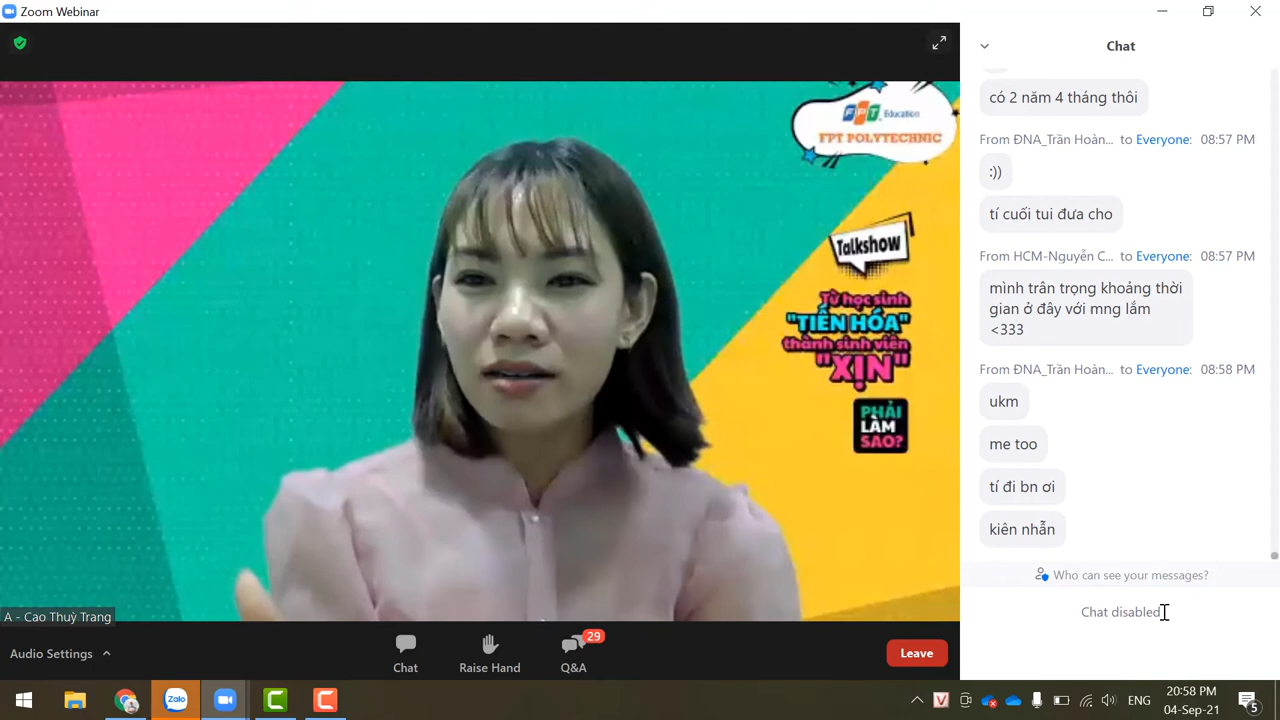 Zoom Webinar
Chat
có 2 năm 4 tháng thôi
From ĐNA_Trần Hoàn... to Everyone: 08:57 PM
:))
tí cuối tui đưa cho
From HCM-Nguyễn C... to Everyone: 08:57 PM
mình trân trọng khoảng thời
gian ở đây với mng lắm
<333
From ĐNA_Trần Hoàn... to Everyone: 08:58 PM
ukm
me too
tí đi bn ơi
kiên nhẫn
Who can see your messages?
Chat disabled
FPT Education
FPT POLYTECHNIC
Talkshow
Từ học sinh
"TIẾN HÓA"
thành sinh viên
"XỊN"
PHẢI
LÀM
SAO?
A - Cao Thuỳ Trang
Audio Settings
Chat
Raise Hand
29
Q&A
Leave
Zalo
C
C
V
ENG
20:58 PM
04-Sep-21
5